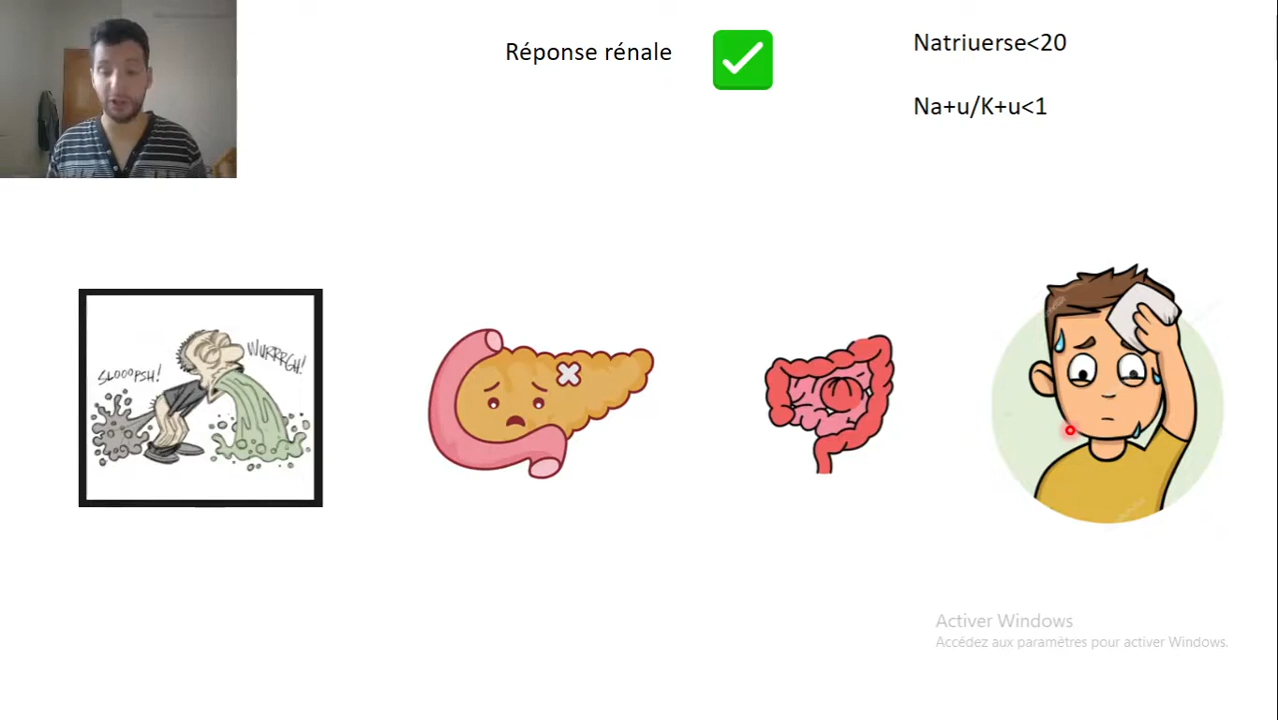 Réponse rénale
Natriuerse<20
Na+u/K+u<1
SLOOOPSH!
WURRRGH!
Activer Windows
Accédez aux paramètres pour activer Windows.